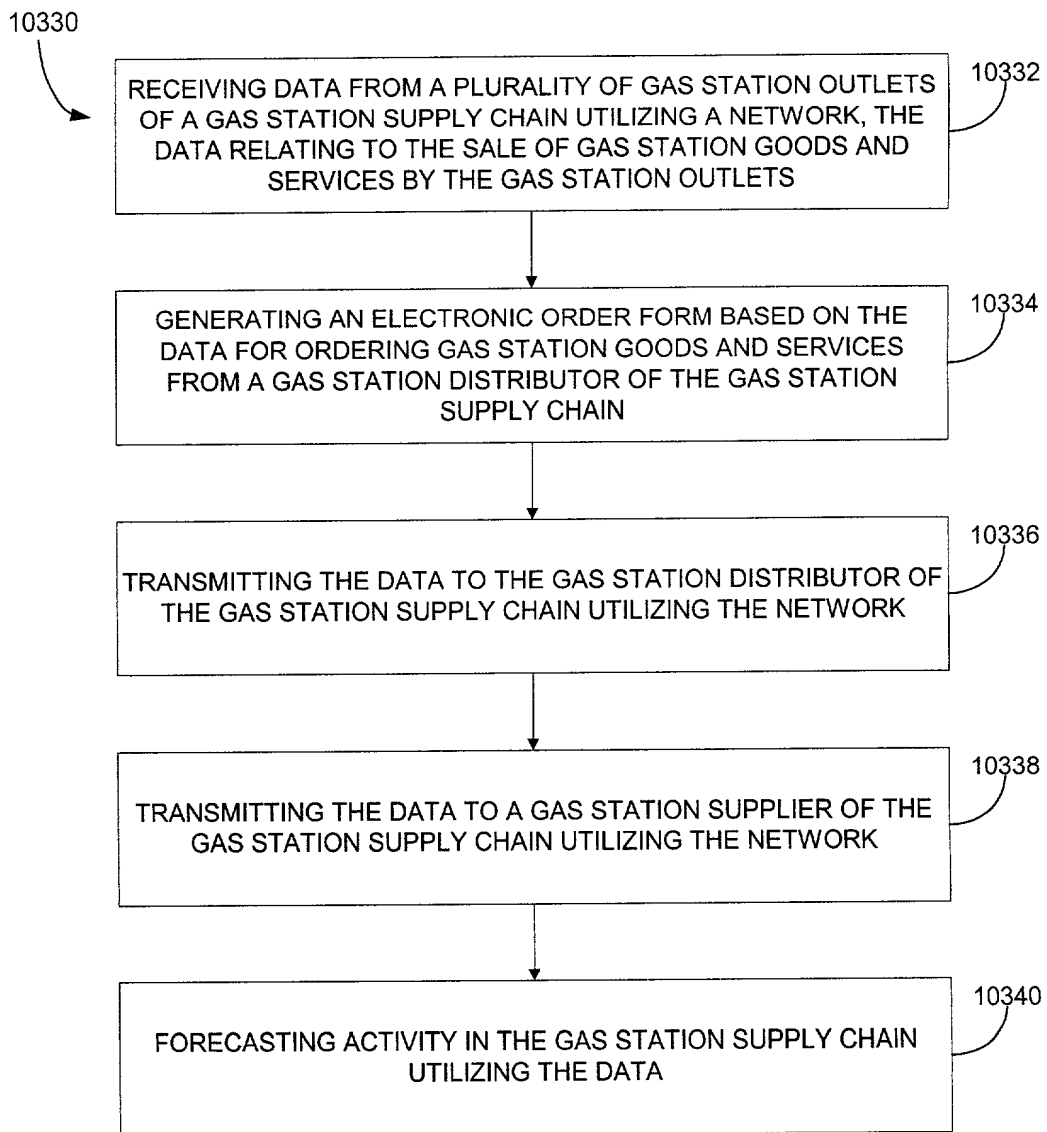 10330
RECEIVING DATA FROM A PLURALITY OF GAS STATION OUTLETS
OF A GAS STATION SUPPLY CHAIN UTILIZING A NETWORK, THE
DATA RELATING TO THE SALE OF GAS STATION GOODS AND
SERVICES BY THE GAS STATION OUTLETS
10332
GENERATING AN ELECTRONIC ORDER FORM BASED ON THE
DATA FOR ORDERING GAS STATION GOODS AND SERVICES
FROM A GAS STATION DISTRIBUTOR OF THE GAS STATION
SUPPLY CHAIN
10334
TRANSMITTING THE DATA TO THE GAS STATION DISTRIBUTOR OF
THE GAS STATION SUPPLY CHAIN UTILIZING THE NETWORK
10336
TRANSMITTING THE DATA TO A GAS STATION SUPPLIER OF THE
GAS STATION SUPPLY CHAIN UTILIZING THE NETWORK
10338
FORECASTING ACTIVITY IN THE GAS STATION SUPPLY CHAIN
UTILIZING THE DATA
10340